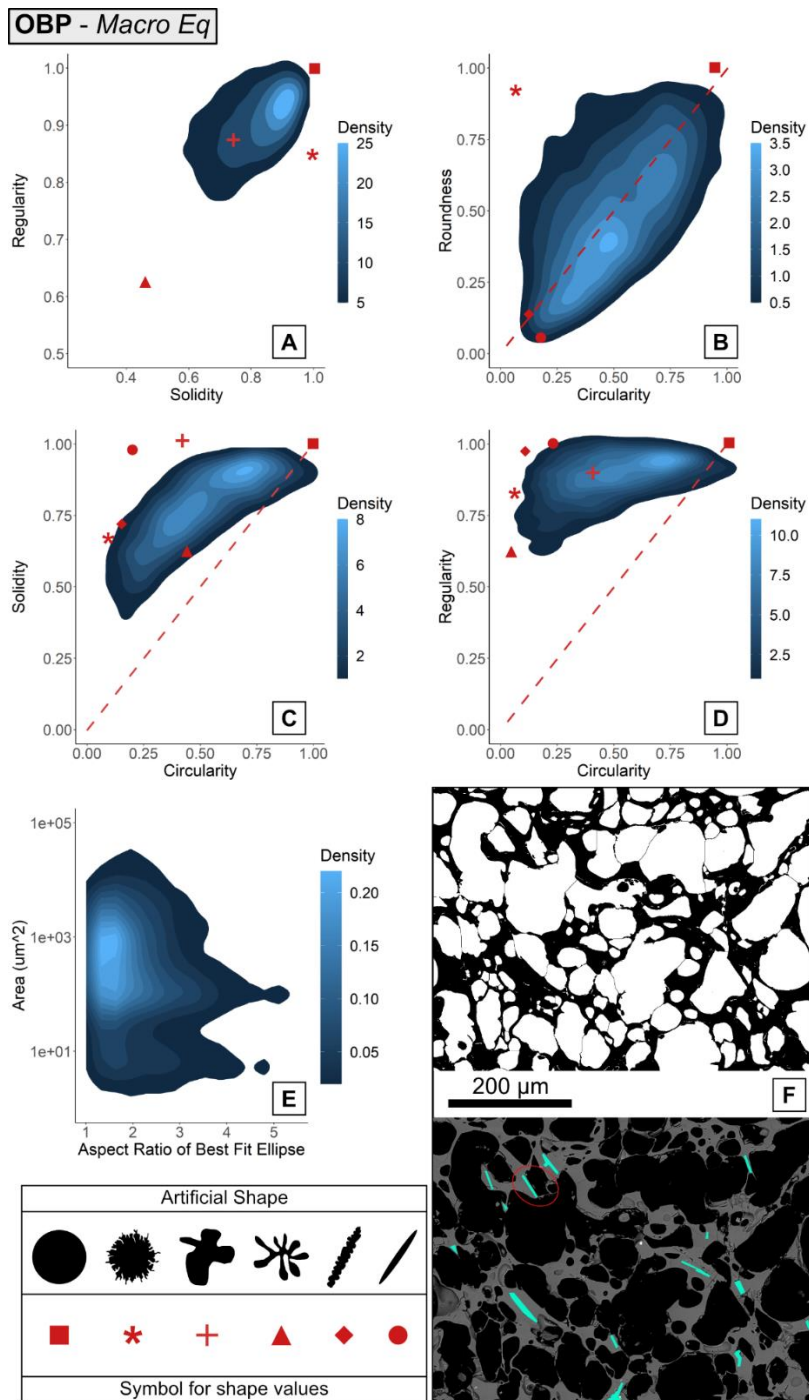 OBP - Macro Eq
1.0
0.9
0.8
0.7
0.6
0.5
Regularity
0.4
0.6
0.8
1.0
Solidity
Density
25
20
15
10
5
A
1.00
0.75
0.50
0.25
0.00
Roundness
0.00
0.25
0.50
0.75
1.00
Circularity
Density
3.5
3.0
2.5
2.0
1.5
1.0
0.5
B
1.00
0.75
0.50
0.25
0.00
Solidity
0.00
0.25
0.50
0.75
1.00
Circularity
Density
8
6
4
2
C
1.00
0.75
0.50
0.25
0.00
Regularity
0.00
0.25
0.50
0.75
1.00
Circularity
Density
10.0
7.5
5.0
2.5
D
1e+05
1e+03
1e+01
Area (um^2)
1
2
3
4
5
Aspect Ratio of Best Fit Ellipse
Density
0.20
0.15
0.10
0.05
E
200 µm
F
Artificial Shape
Symbol for shape values